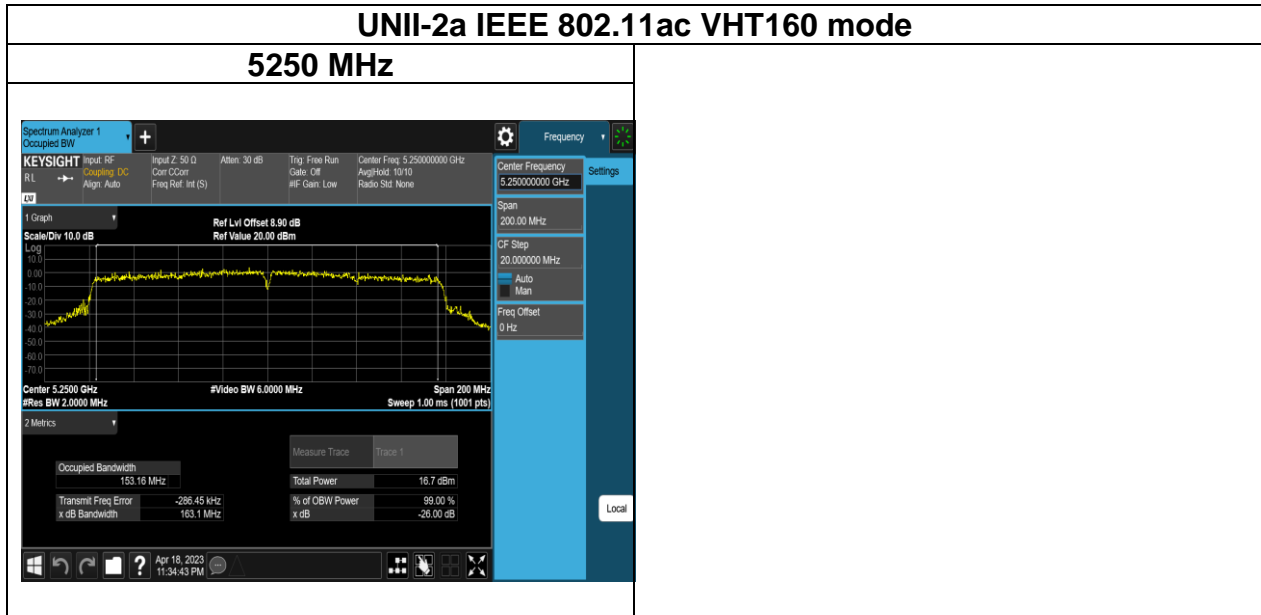 UNII-2a IEEE 802.11ac VHT160 mode
5250 MHz
Spectrum Analyzer 1
Occupied BW
Frequency
KEYSIGHT Input: RF Input Z: 50 Ω Atten: 30 dB Trig: Free Run Center Freq: 5.250000000 GHz
RL Coupling: DC Corr CCorr Gate: Off Avg|Hold: 10/10
Align: Auto Freq Ref: Int (S) #IF Gain: Low Radio Std: None
LXI
1 Graph
Ref Lvl Offset 8.90 dB
Scale/Div 10.0 dB Ref Value 20.00 dBm
Log
10.0
0.00
-10.0
-20.0
-30.0
-40.0
-50.0
-60.0
-70.0
Center 5.2500 GHz #Video BW 6.0000 MHz Span 200 MHz
#Res BW 2.0000 MHz Sweep 1.00 ms (1001 pts)
Center Frequency
5.250000000 GHz
Settings
Span
200.00 MHz
CF Step
20.000000 MHz
Auto
Man
Freq Offset
0 Hz
Local
2 Metrics
Measure Trace Trace 1
Occupied Bandwidth
153.16 MHz
Total Power 16.7 dBm
Transmit Freq Error -286.45 kHz % of OBW Power 99.00 %
x dB Bandwidth 163.1 MHz x dB -26.00 dB
? Apr 18, 2023
11:34:43 PM